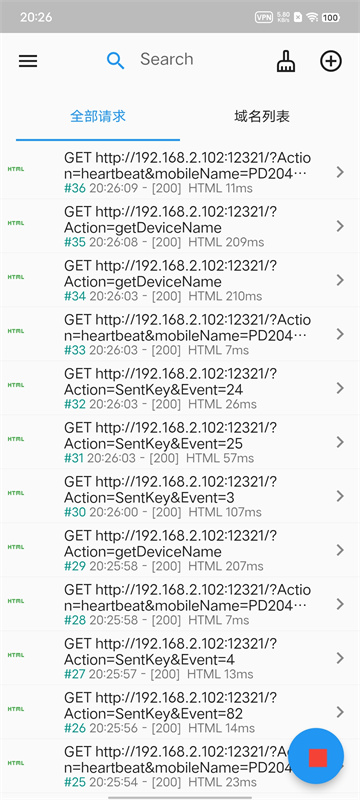 20:26
VPN 5.80 KB/s 100
Search
全部请求 域名列表
HTML
GET http://192.168.2.102:12321/?Actio
n=heartbeat&mobileName=PD204…
#36 20:26:09 - [200] HTML 11ms
HTML
GET http://192.168.2.102:12321/?
Action=getDeviceName
#35 20:26:08 - [200] HTML 209ms
HTML
GET http://192.168.2.102:12321/?
Action=getDeviceName
#34 20:26:03 - [200] HTML 210ms
HTML
GET http://192.168.2.102:12321/?Actio
n=heartbeat&mobileName=PD204…
#33 20:26:03 - [200] HTML 7ms
HTML
GET http://192.168.2.102:12321/?
Action=SentKey&Event=24
#32 20:26:03 - [200] HTML 26ms
HTML
GET http://192.168.2.102:12321/?
Action=SentKey&Event=25
#31 20:26:03 - [200] HTML 57ms
HTML
GET http://192.168.2.102:12321/?
Action=SentKey&Event=3
#30 20:26:00 - [200] HTML 107ms
HTML
GET http://192.168.2.102:12321/?
Action=getDeviceName
#29 20:25:58 - [200] HTML 207ms
HTML
GET http://192.168.2.102:12321/?Actio
n=heartbeat&mobileName=PD204…
#28 20:25:58 - [200] HTML 7ms
HTML
GET http://192.168.2.102:12321/?
Action=SentKey&Event=4
#27 20:25:57 - [200] HTML 13ms
HTML
GET http://192.168.2.102:12321/?
Action=SentKey&Event=82
#26 20:25:56 - [200] HTML 14ms
HTML
GET http://192.168.2.102:12321/?Ac
n=heartbeat&mobileName=PD20
#25 20:25:54 - [200] HTML 23ms